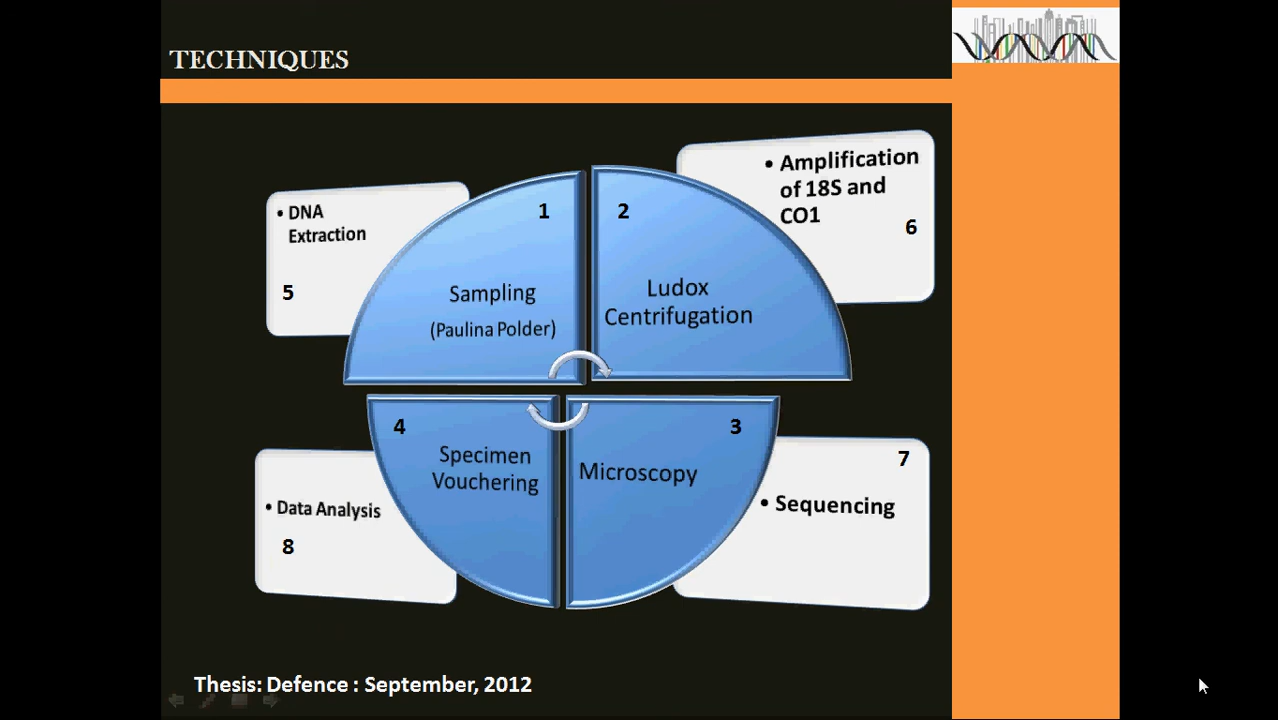 TECHNIQUES
1
Sampling
(Paulina Polder)
2
Ludox
Centrifugation
3
Microscopy
4
Specimen
Vouchering
• DNA
Extraction
5
• Amplification
of 18S and
CO1
6
7
• Sequencing
• Data Analysis
8
Thesis: Defence : September, 2012